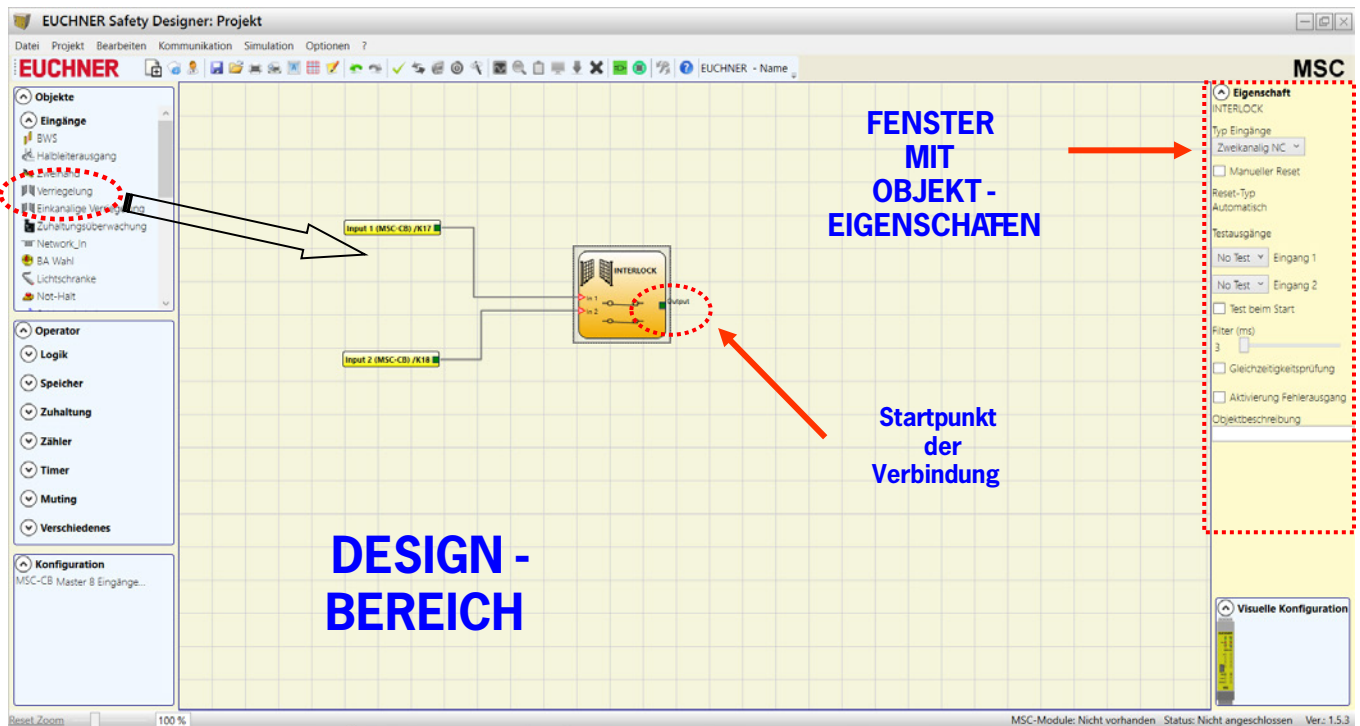 EUCHNER Safety Designer: Projekt
Datei Projekt Bearbeiten Kommunikation Simulation Optionen ?
EUCHNER
EUCHNER - Name
MSC
Objekte
Eingänge
BWS
Halbleiterausgang
Zweihand
Verriegelung
Einkanalige Verriegelung
Zuhaltungsüberwachung
Network_In
BA Wahl
Lichtschranke
Not-Halt
Operator
Logik
Speicher
Zuhaltung
Zähler
Timer
Muting
Verschiedenes
Konfiguration
MSC-CB Master 8 Eingänge...
Reset Zoom
100 %
Input 1 (MSC-CB) /K17
Input 2 (MSC-CB) /K18
INTERLOCK
In 1
In 2
Output
FENSTER
MIT
OBJEKT -
EIGENSCHAFTEN
Startpunkt
der
Verbindung
DESIGN -
BEREICH
Eigenschaft
INTERLOCK
Typ Eingänge
Zweikanalig NC
Manueller Reset
Reset-Typ
Automatisch
Testausgänge
No Test Eingang 1
No Test Eingang 2
Test beim Start
Filter (ms)
3
Gleichzeitigkeitsprüfung
Aktivierung Fehlerausgang
Objektbeschreibung
Visuelle Konfiguration
MSC-Module: Nicht vorhanden Status: Nicht angeschlossen Ver.: 1.5.3